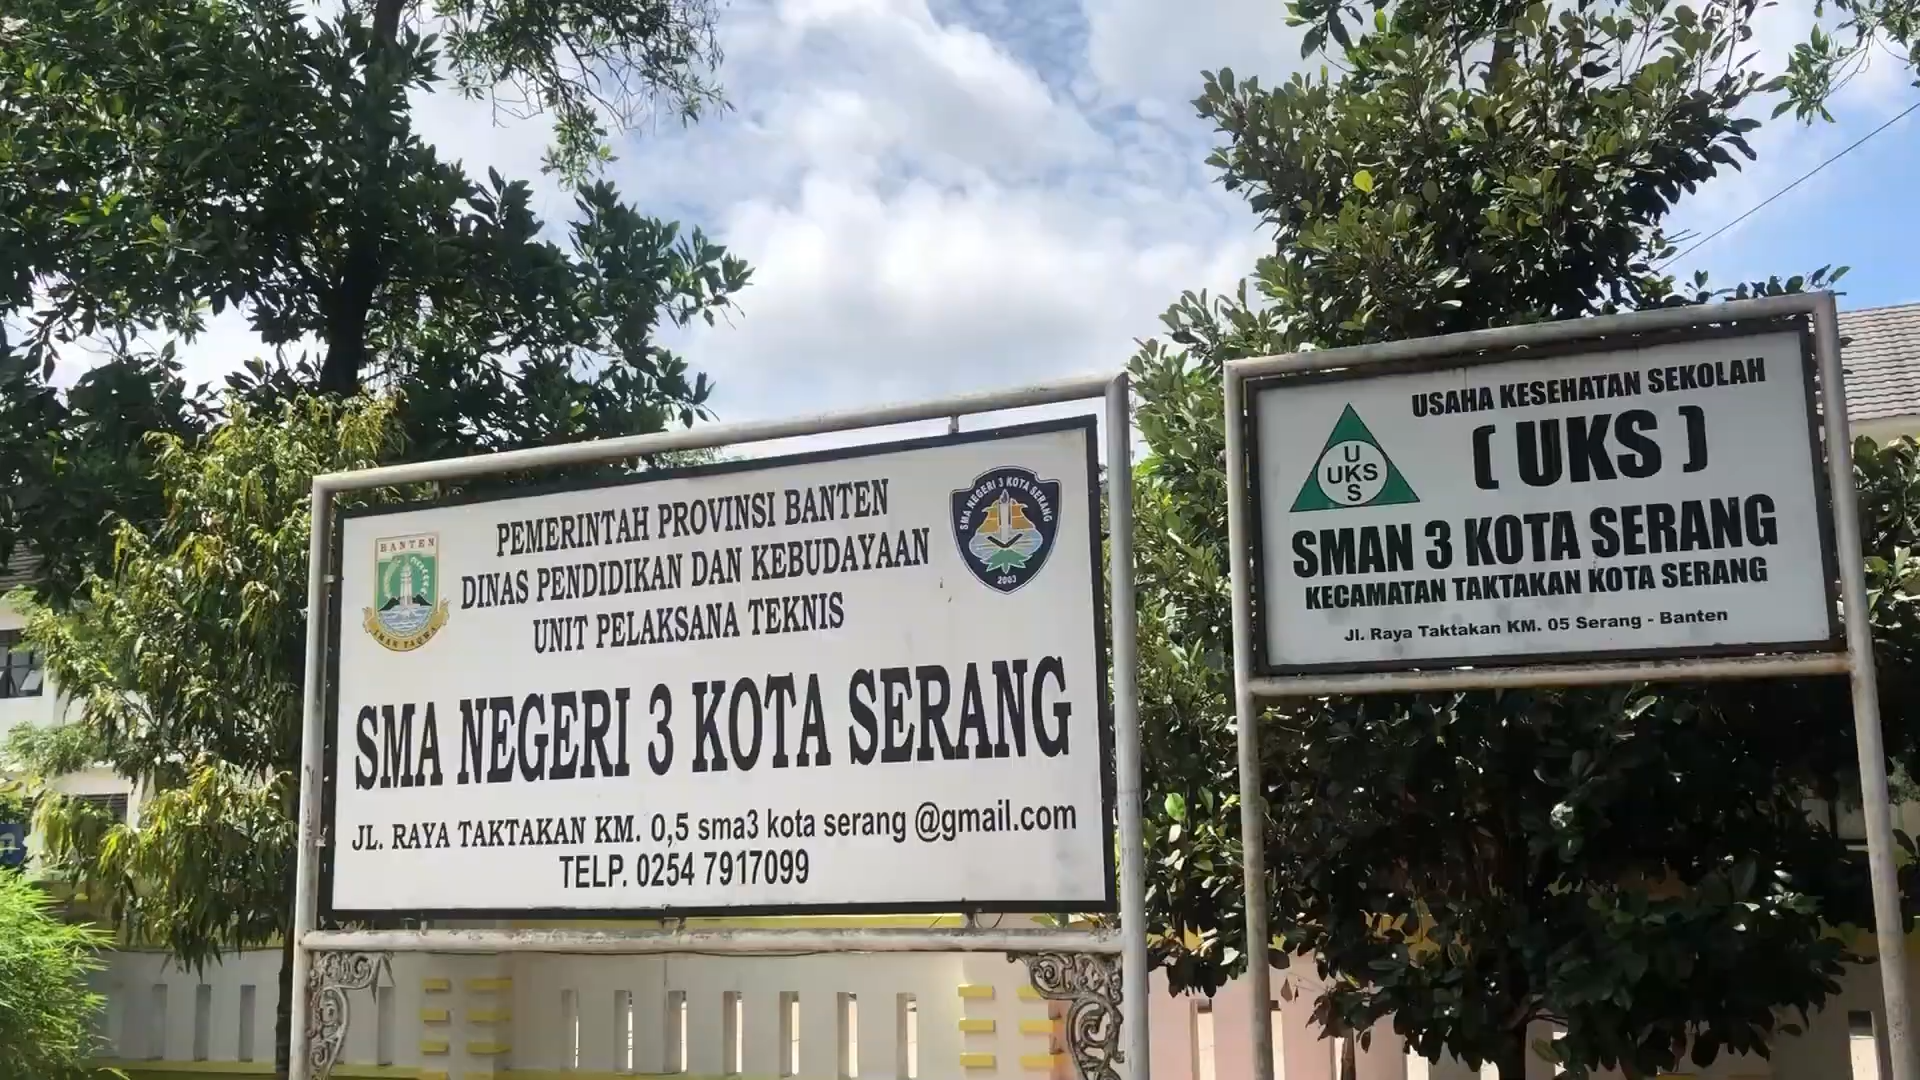 BANTEN
IMAN TAQWA
PEMERINTAH PROVINSI BANTEN
DINAS PENDIDIKAN DAN KEBUDAYAAN
UNIT PELAKSANA TEKNIS
SMA NEGERI 3 KOTA SERANG
2003
SMA NEGERI 3 KOTA SERANG
JL. RAYA TAKTAKAN KM. 0,5 sma3 kota serang @gmail.com
TELP. 0254 7917099
USAHA KESEHATAN SEKOLAH
( UKS )
U
UKS
S
SMAN 3 KOTA SERANG
KECAMATAN TAKTAKAN KOTA SERANG
Jl. Raya Taktakan KM. 05 Serang - Banten